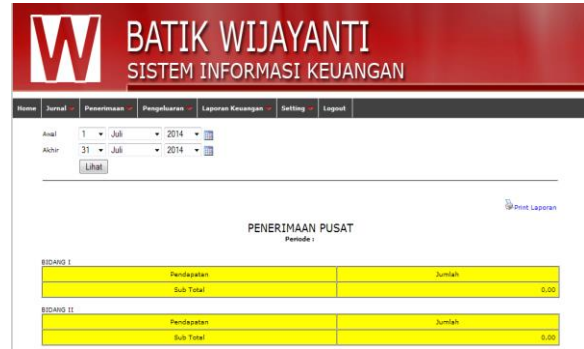 W BATIK WIJAYANTI
SISTEM INFORMASI KEUANGAN
Home Jurnal Penerimaan Pengeluaran Laporan Keuangan Setting Logout
Awal 1 Juli 2014
Akhir 31 Juli 2014
Lihat
Print Laporan
PENERIMAAN PUSAT
Periode :
BIDANG I
Pendapatan Jumlah
Sub Total 0.00
BIDANG II
Pendapatan Jumlah
Sub Total 0.00